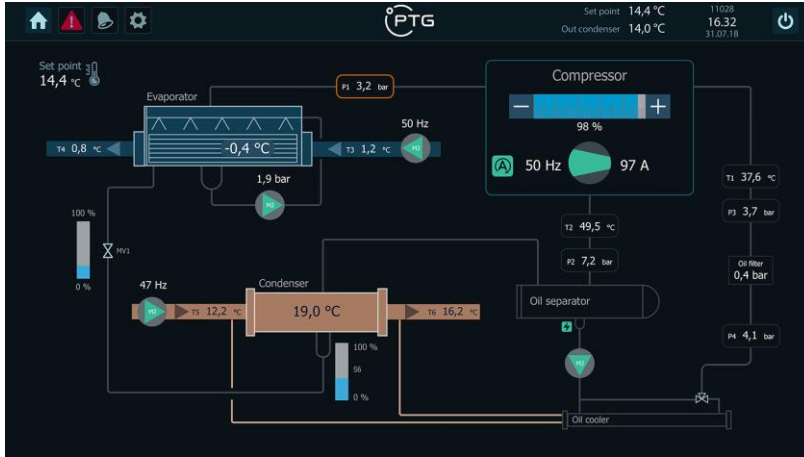 PTG
Set point 14,4 °C
Out condenser 14,0 °C
11028
16.32
31.07.18
Set point
14,4 °C
Evaporator
P1 3,2 bar
Compressor
98 %
50 Hz 97 A
T4 0,8 °C
-0,4 °C
T3 1,2 °C
50 Hz
M2
1,9 bar
M2
T1 37,6 °C
P3 3,7 bar
T2 49,5 °C
P2 7,2 bar
Oil filter
0,4 bar
100 %
MV1
0 %
47 Hz
M2
Condenser
T5 12,2 °C
19,0 °C
T6 16,2 °C
Oil separator
P4 4,1 bar
100 %
S6
0 %
Oil cooler